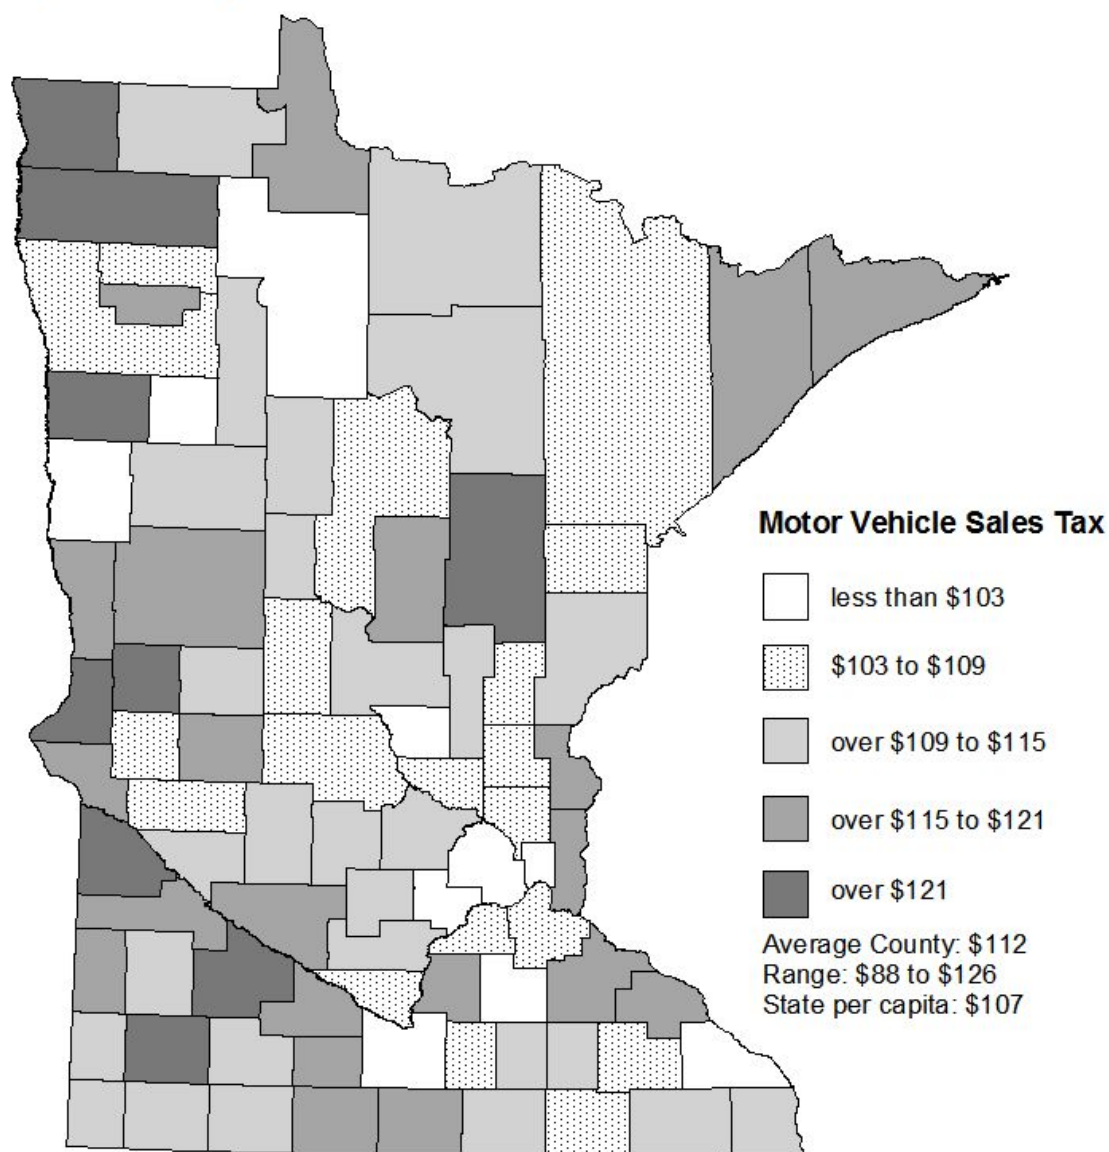 Motor Vehicle Sales Tax
less than $103
$103 to $109
over $109 to $115
over $115 to $121
over $121
Average County: $112
Range: $88 to $126
State per capita: $107